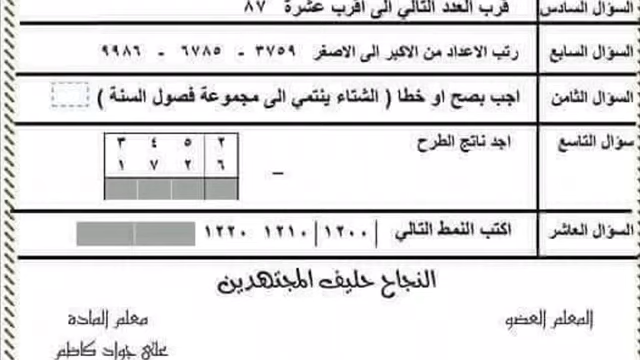 السؤال السادس قرب العدد التالي الى اقرب عشرة ٨٧
السؤال السابع رتب الاعداد من الاكبر الى الاصغر ٣٧٥٩ - ٦٧٨٥ - ٩٩٨٦
السؤال الثامن اجب بصح او خطا ( الشتاء ينتمي الى مجموعة فصول السنة )
سؤال التاسع اجد ناتج الطرح
٣ ٤ ٥ ٢
١ ٧ ٢ ٦ -
السؤال العاشر اكتب النمط التالي |١٢٠٠| ١٢١٠ ١٢٢٠
النجاح حليف المجتهدين
المعلم العضو معلم المادة
علي جواد كاظم